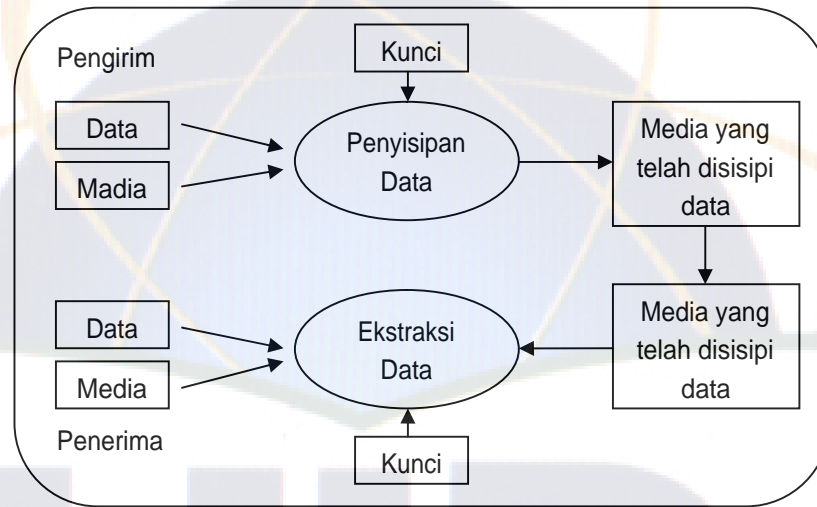 Pengirim
Kunci
Data
Madia
Penyisipan
Data
Media yang
telah disisipi
data
Data
Media
Ekstraksi
Data
Media yang
telah disisipi
data
Penerima
Kunci